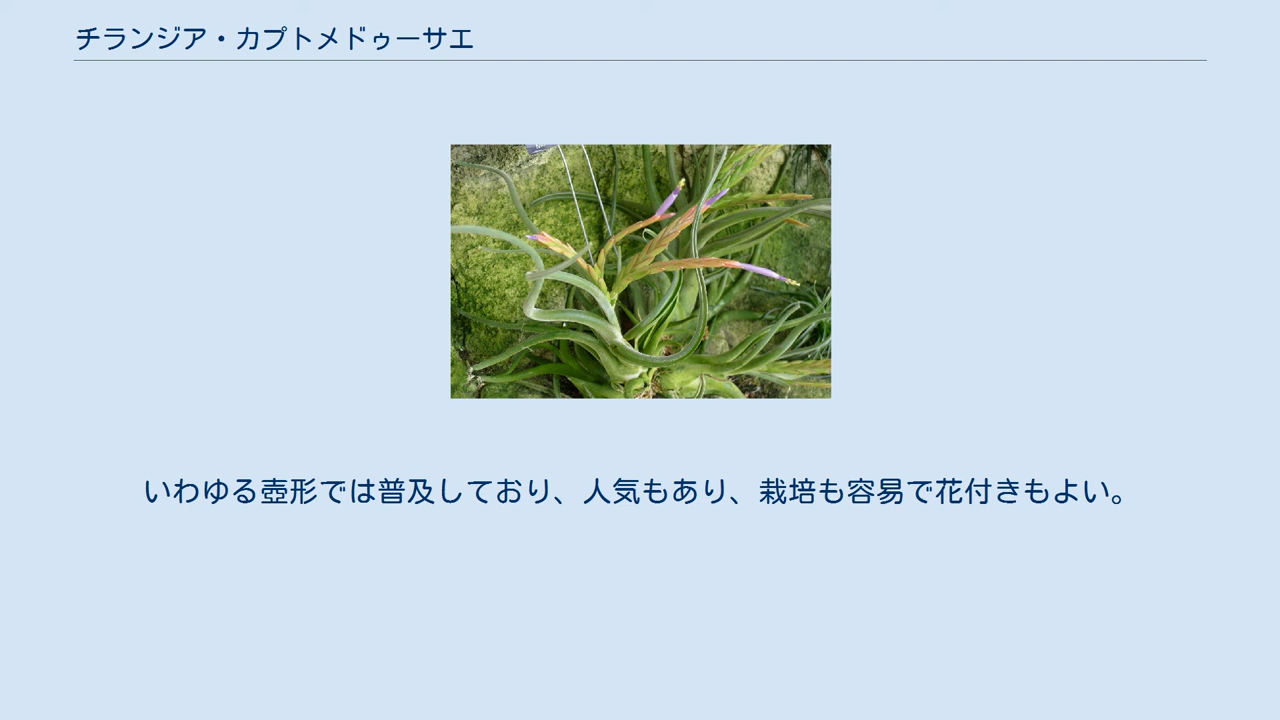 チランジア・カプトメドゥーサエ
いわゆる壺形では普及しており、人気もあり、栽培も容易で花付きもよい。